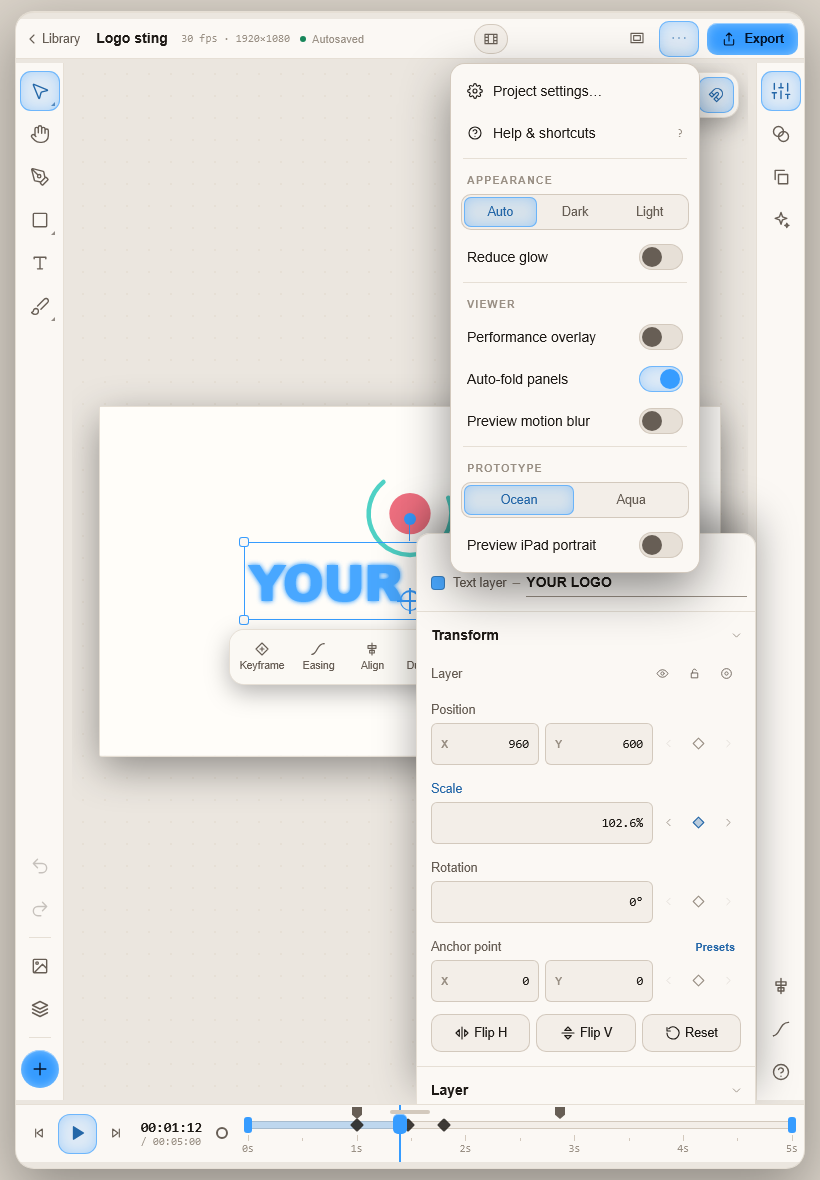 Library
Logo sting
30 fps · 1920×1080
Autosaved
···
Export
Project settings…
Help & shortcuts
?
APPEARANCE
Auto
Dark
Light
Reduce glow
VIEWER
Performance overlay
Auto-fold panels
Preview motion blur
PROTOTYPE
Ocean
Aqua
Preview iPad portrait
YOUR
Keyframe
Easing
Align
Text layer – YOUR LOGO
Transform
Layer
Position
X 960
Y 600
Scale
102.6%
Rotation
0°
Anchor point
Presets
X 0
Y 0
Flip H
Flip V
Reset
Layer
00:01:12
/ 00:05:00
0s
1s
2s
3s
4s
5s